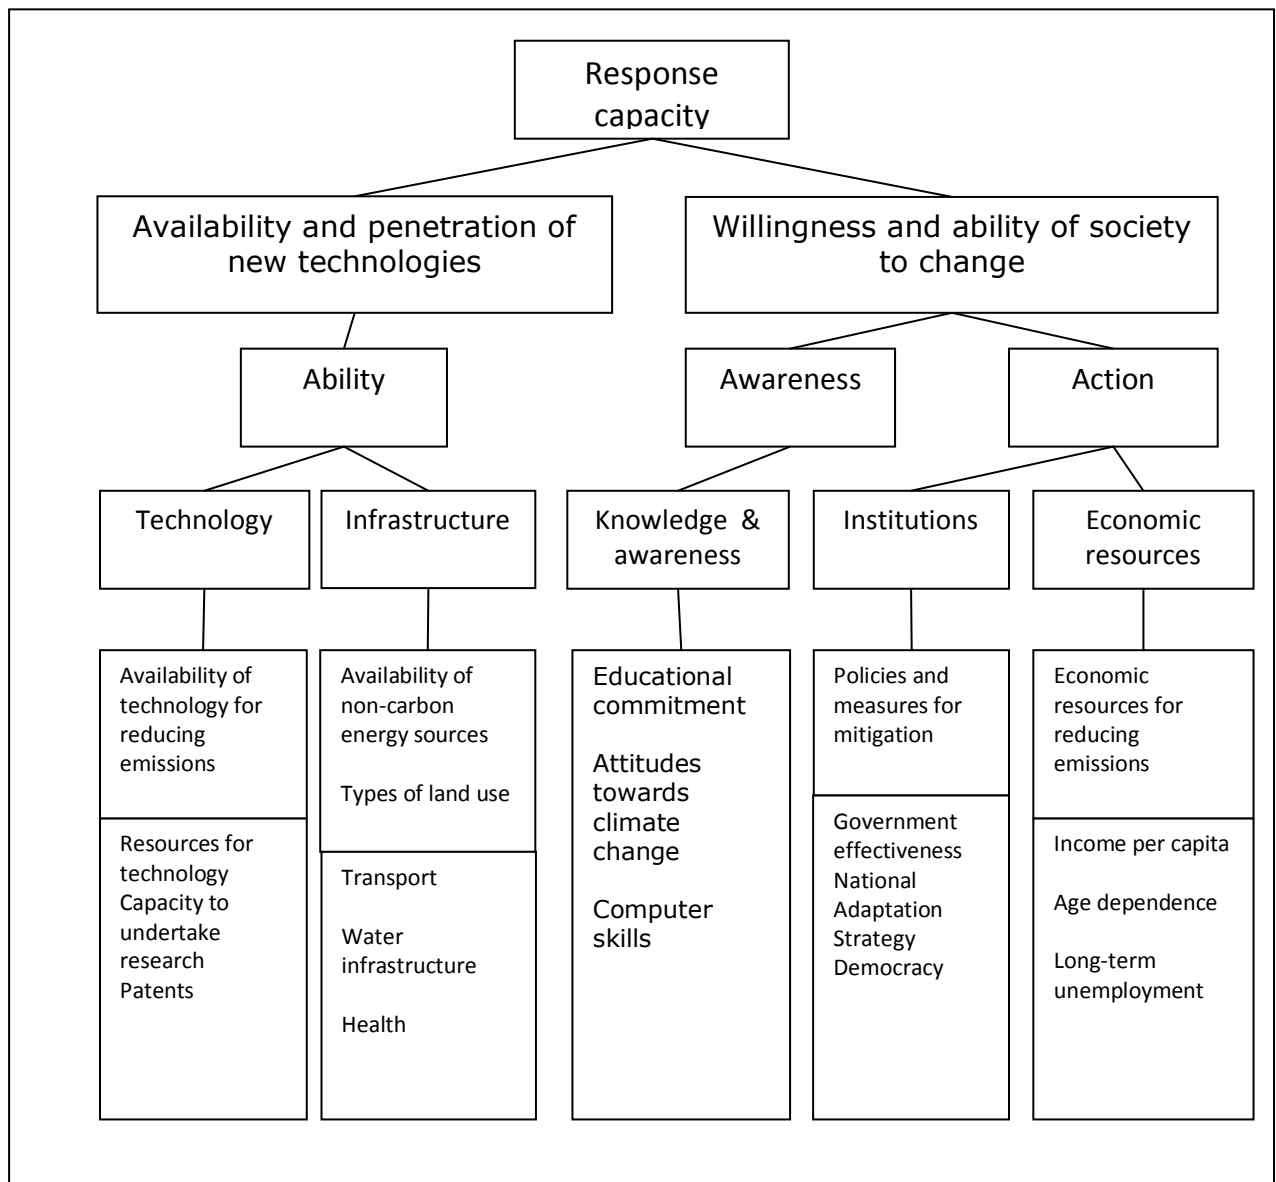 Response
capacity
Availability and penetration of
new technologies
Willingness and ability of society
to change
Ability
Awareness
Action
Technology
Infrastructure
Knowledge &
awareness
Institutions
Economic
resources
Availability of
technology for
reducing
emissions
Resources for
technology
Capacity to
undertake
research
Patents
Availability of
non-carbon
energy sources
Types of land use
Transport
Water
infrastructure
Health
Educational
commitment
Attitudes
towards
climate
change
Computer
skills
Policies and
measures for
mitigation
Government
effectiveness
National
Adaptation
Strategy
Democracy
Economic
resources for
reducing
emissions
Income per capita
Age dependence
Long-term
unemployment